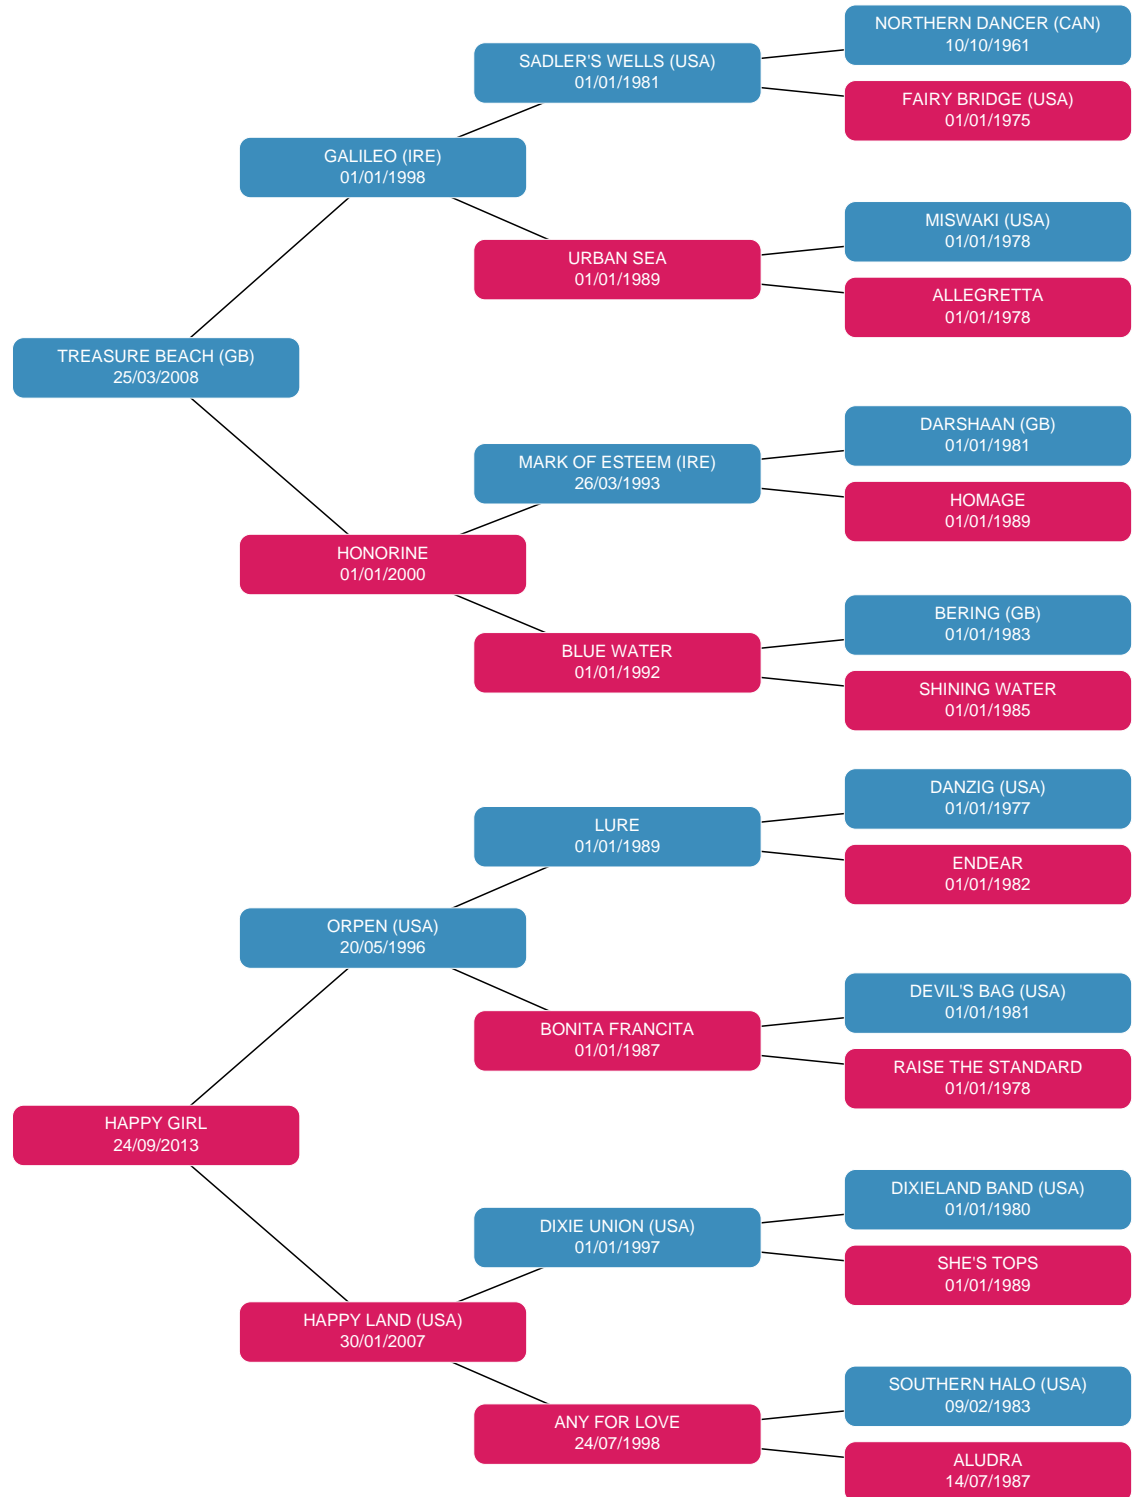 NORTHERN DANCER (CAN)
10/10/1961
SADLER'S WELLS (USA)
01/01/1981
FAIRY BRIDGE (USA)
01/01/1975
GALILEO (IRE)
01/01/1998
MISWAKI (USA)
01/01/1978
URBAN SEA
01/01/1989
ALLEGRETTA
01/01/1978
TREASURE BEACH (GB)
25/03/2008
DARSHAAN (GB)
01/01/1981
MARK OF ESTEEM (IRE)
26/03/1993
HOMAGE
01/01/1989
HONORINE
01/01/2000
BERING (GB)
01/01/1983
BLUE WATER
01/01/1992
SHINING WATER
01/01/1985
DANZIG (USA)
01/01/1977
LURE
01/01/1989
ENDEAR
01/01/1982
ORPEN (USA)
20/05/1996
DEVIL'S BAG (USA)
01/01/1981
BONITA FRANCITA
01/01/1987
RAISE THE STANDARD
01/01/1978
HAPPY GIRL
24/09/2013
DIXIELAND BAND (USA)
01/01/1980
DIXIE UNION (USA)
01/01/1997
SHE'S TOPS
01/01/1989
HAPPY LAND (USA)
30/01/2007
SOUTHERN HALO (USA)
09/02/1983
ANY FOR LOVE
24/07/1998
ALUDRA
14/07/1987